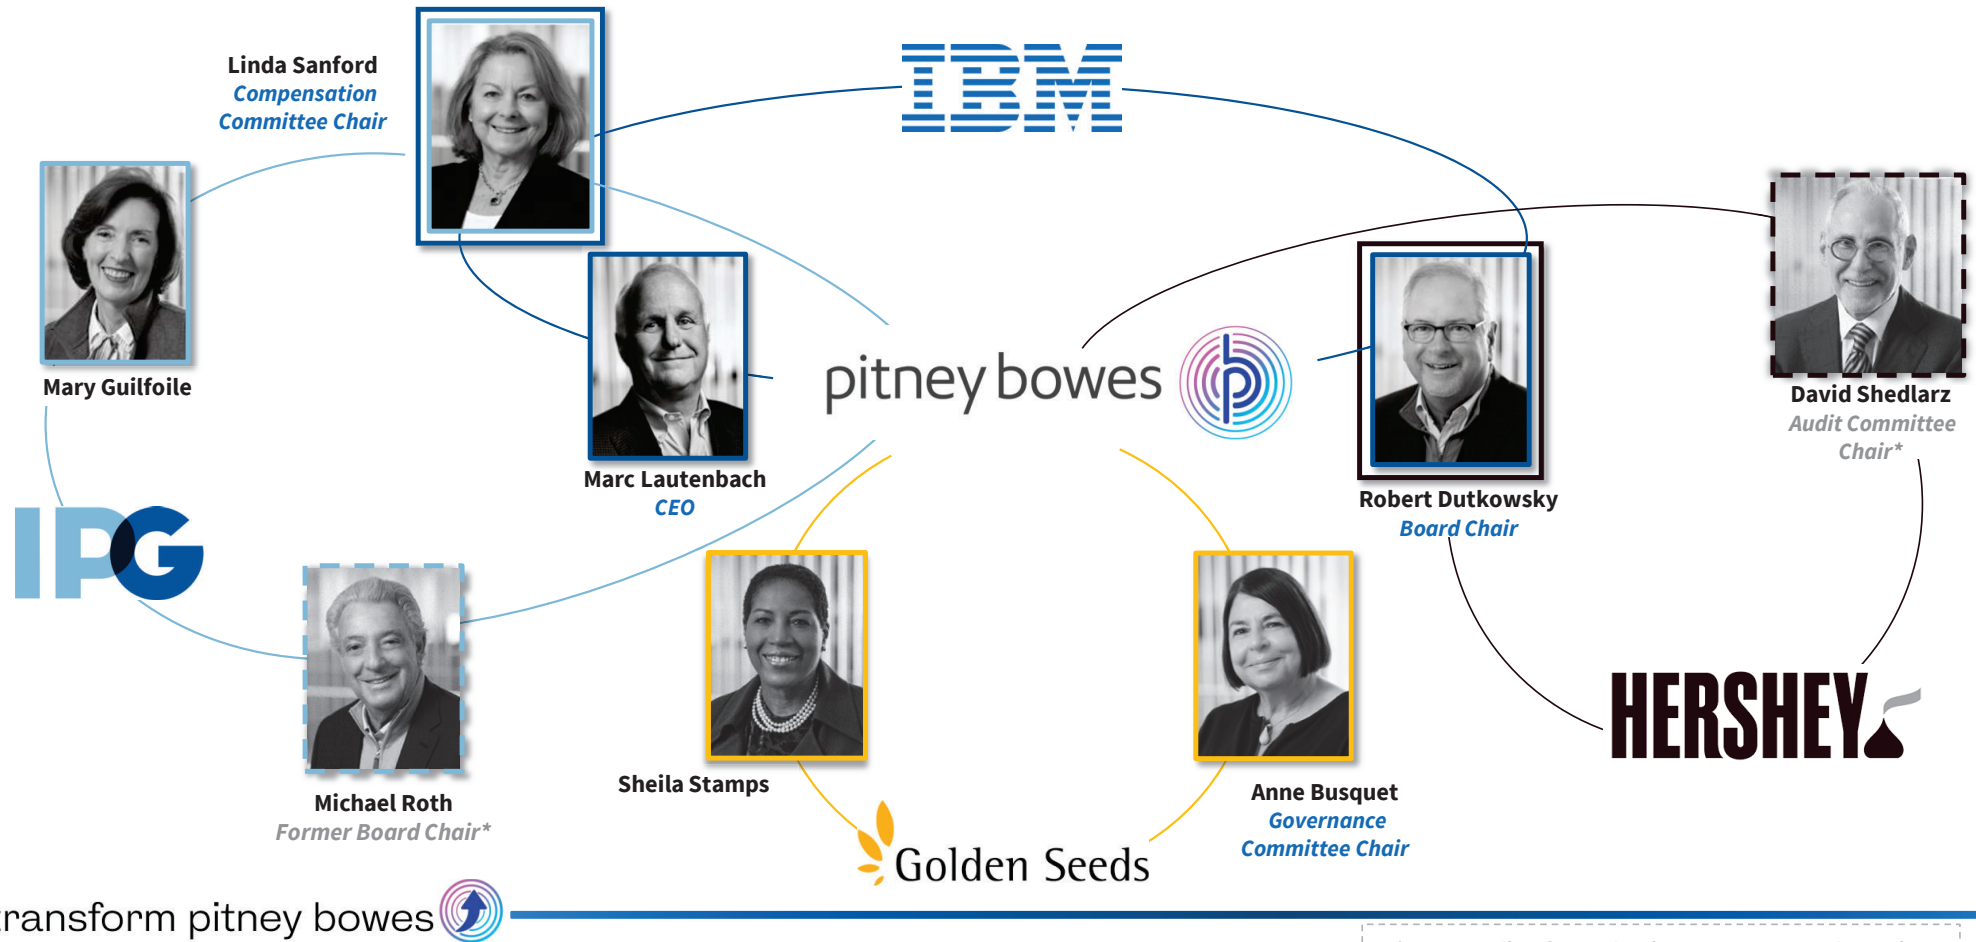 Linda Sanford
Compensation
Committee Chair
IBM
Mary Guilfoile
Marc Lautenbach
CEO
pitney bowes
Robert Dutkowsky
Board Chair
David Shedlarz
Audit Committee
Chair*
IPG
Michael Roth
Former Board Chair*
Sheila Stamps
Anne Busquet
Governance
Committee Chair
HERSHEY
Golden Seeds
transform pitney bowes